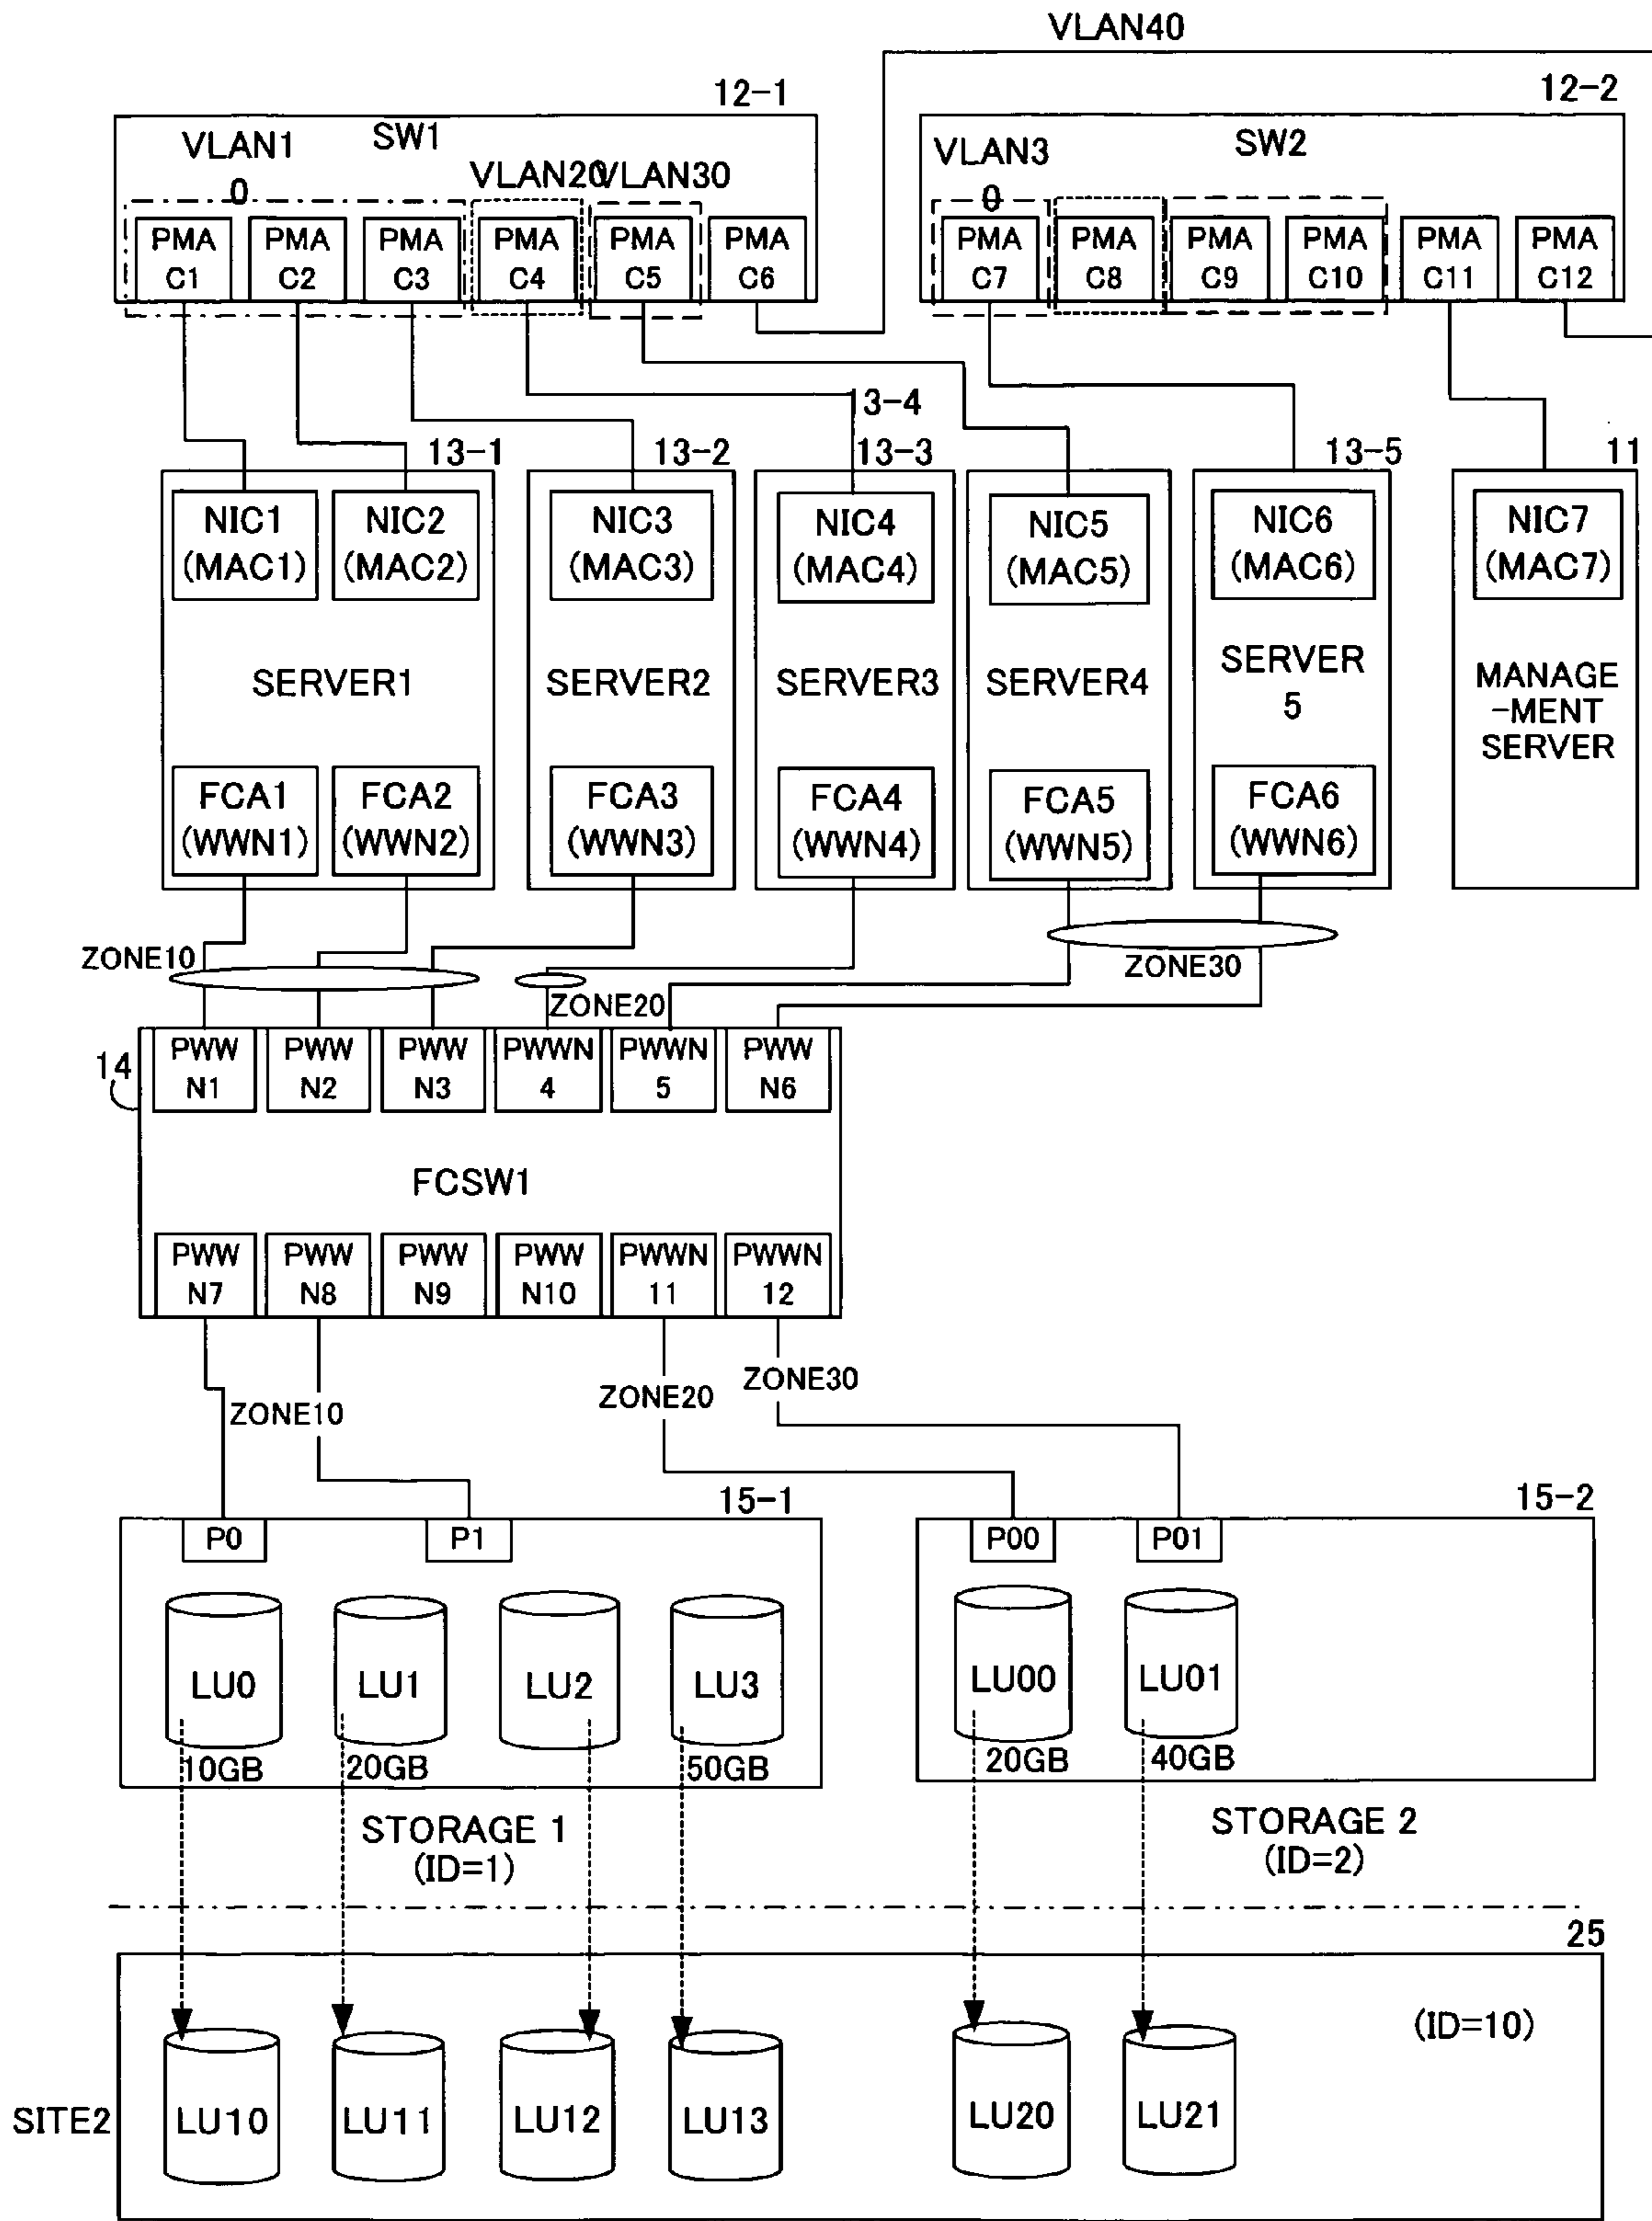 VLAN40
12-1
12-2
VLAN1
0
SW1
VLAN20
VLAN30
VLAN3
0
SW2
PMA
C1
PMA
C2
PMA
C3
PMA
C4
PMA
C5
PMA
C6
PMA
C7
PMA
C8
PMA
C9
PMA
C10
PMA
C11
PMA
C12
13-1
13-2
13-3
13-4
13-5
11
NIC1
(MAC1)
NIC2
(MAC2)
NIC3
(MAC3)
NIC4
(MAC4)
NIC5
(MAC5)
NIC6
(MAC6)
NIC7
(MAC7)
SERVER1
SERVER2
SERVER3
SERVER4
SERVER
5
MANAGE
-MENT
SERVER
FCA1
(WWN1)
FCA2
(WWN2)
FCA3
(WWN3)
FCA4
(WWN4)
FCA5
(WWN5)
FCA6
(WWN6)
ZONE10
ZONE20
ZONE30
14
PWW
N1
PWW
N2
PWW
N3
PWWN
4
PWWN
5
PWW
N6
FCSW1
PWW
N7
PWW
N8
PWW
N9
PWW
N10
PWWN
11
PWWN
12
ZONE10
ZONE20
ZONE30
15-1
15-2
P0
P1
P00
P01
LU0
LU1
LU2
LU3
LU00
LU01
10GB
20GB
50GB
20GB
40GB
STORAGE 1
(ID=1)
STORAGE 2
(ID=2)
25
(ID=10)
SITE2
LU10
LU11
LU12
LU13
LU20
LU21